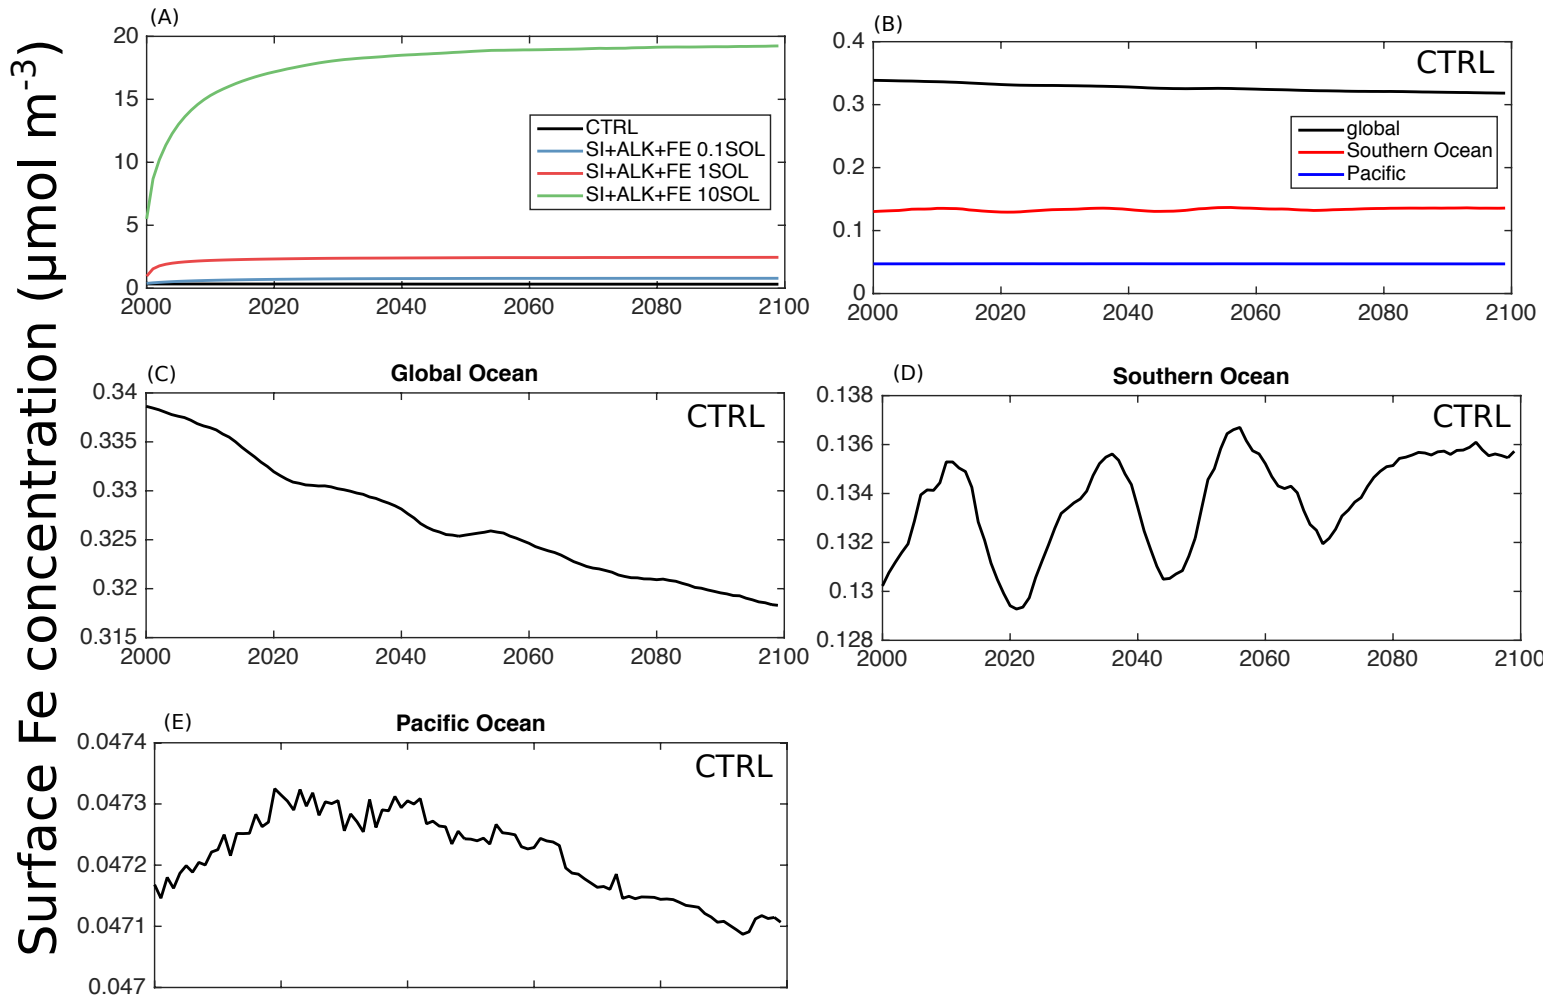 Surface Fe concentration (μmol m-3)
(A)
20
15
10
5
0
2000 2020 2040 2060 2080 2100
CTRL
SI+ALK+FE 0.1SOL
SI+ALK+FE 1SOL
SI+ALK+FE 10SOL
(B)
CTRL
0.4
0.3
0.2
0.1
0
2000 2020 2040 2060 2080 2100
global
Southern Ocean
Pacific
(C)
Global Ocean
CTRL
0.34
0.335
0.33
0.325
0.32
0.315
2000 2020 2040 2060 2080 2100
(D)
Southern Ocean
CTRL
0.138
0.136
0.134
0.132
0.13
0.128
2000 2020 2040 2060 2080 2100
(E)
Pacific Ocean
CTRL
0.0474
0.0473
0.0472
0.0471
0.047